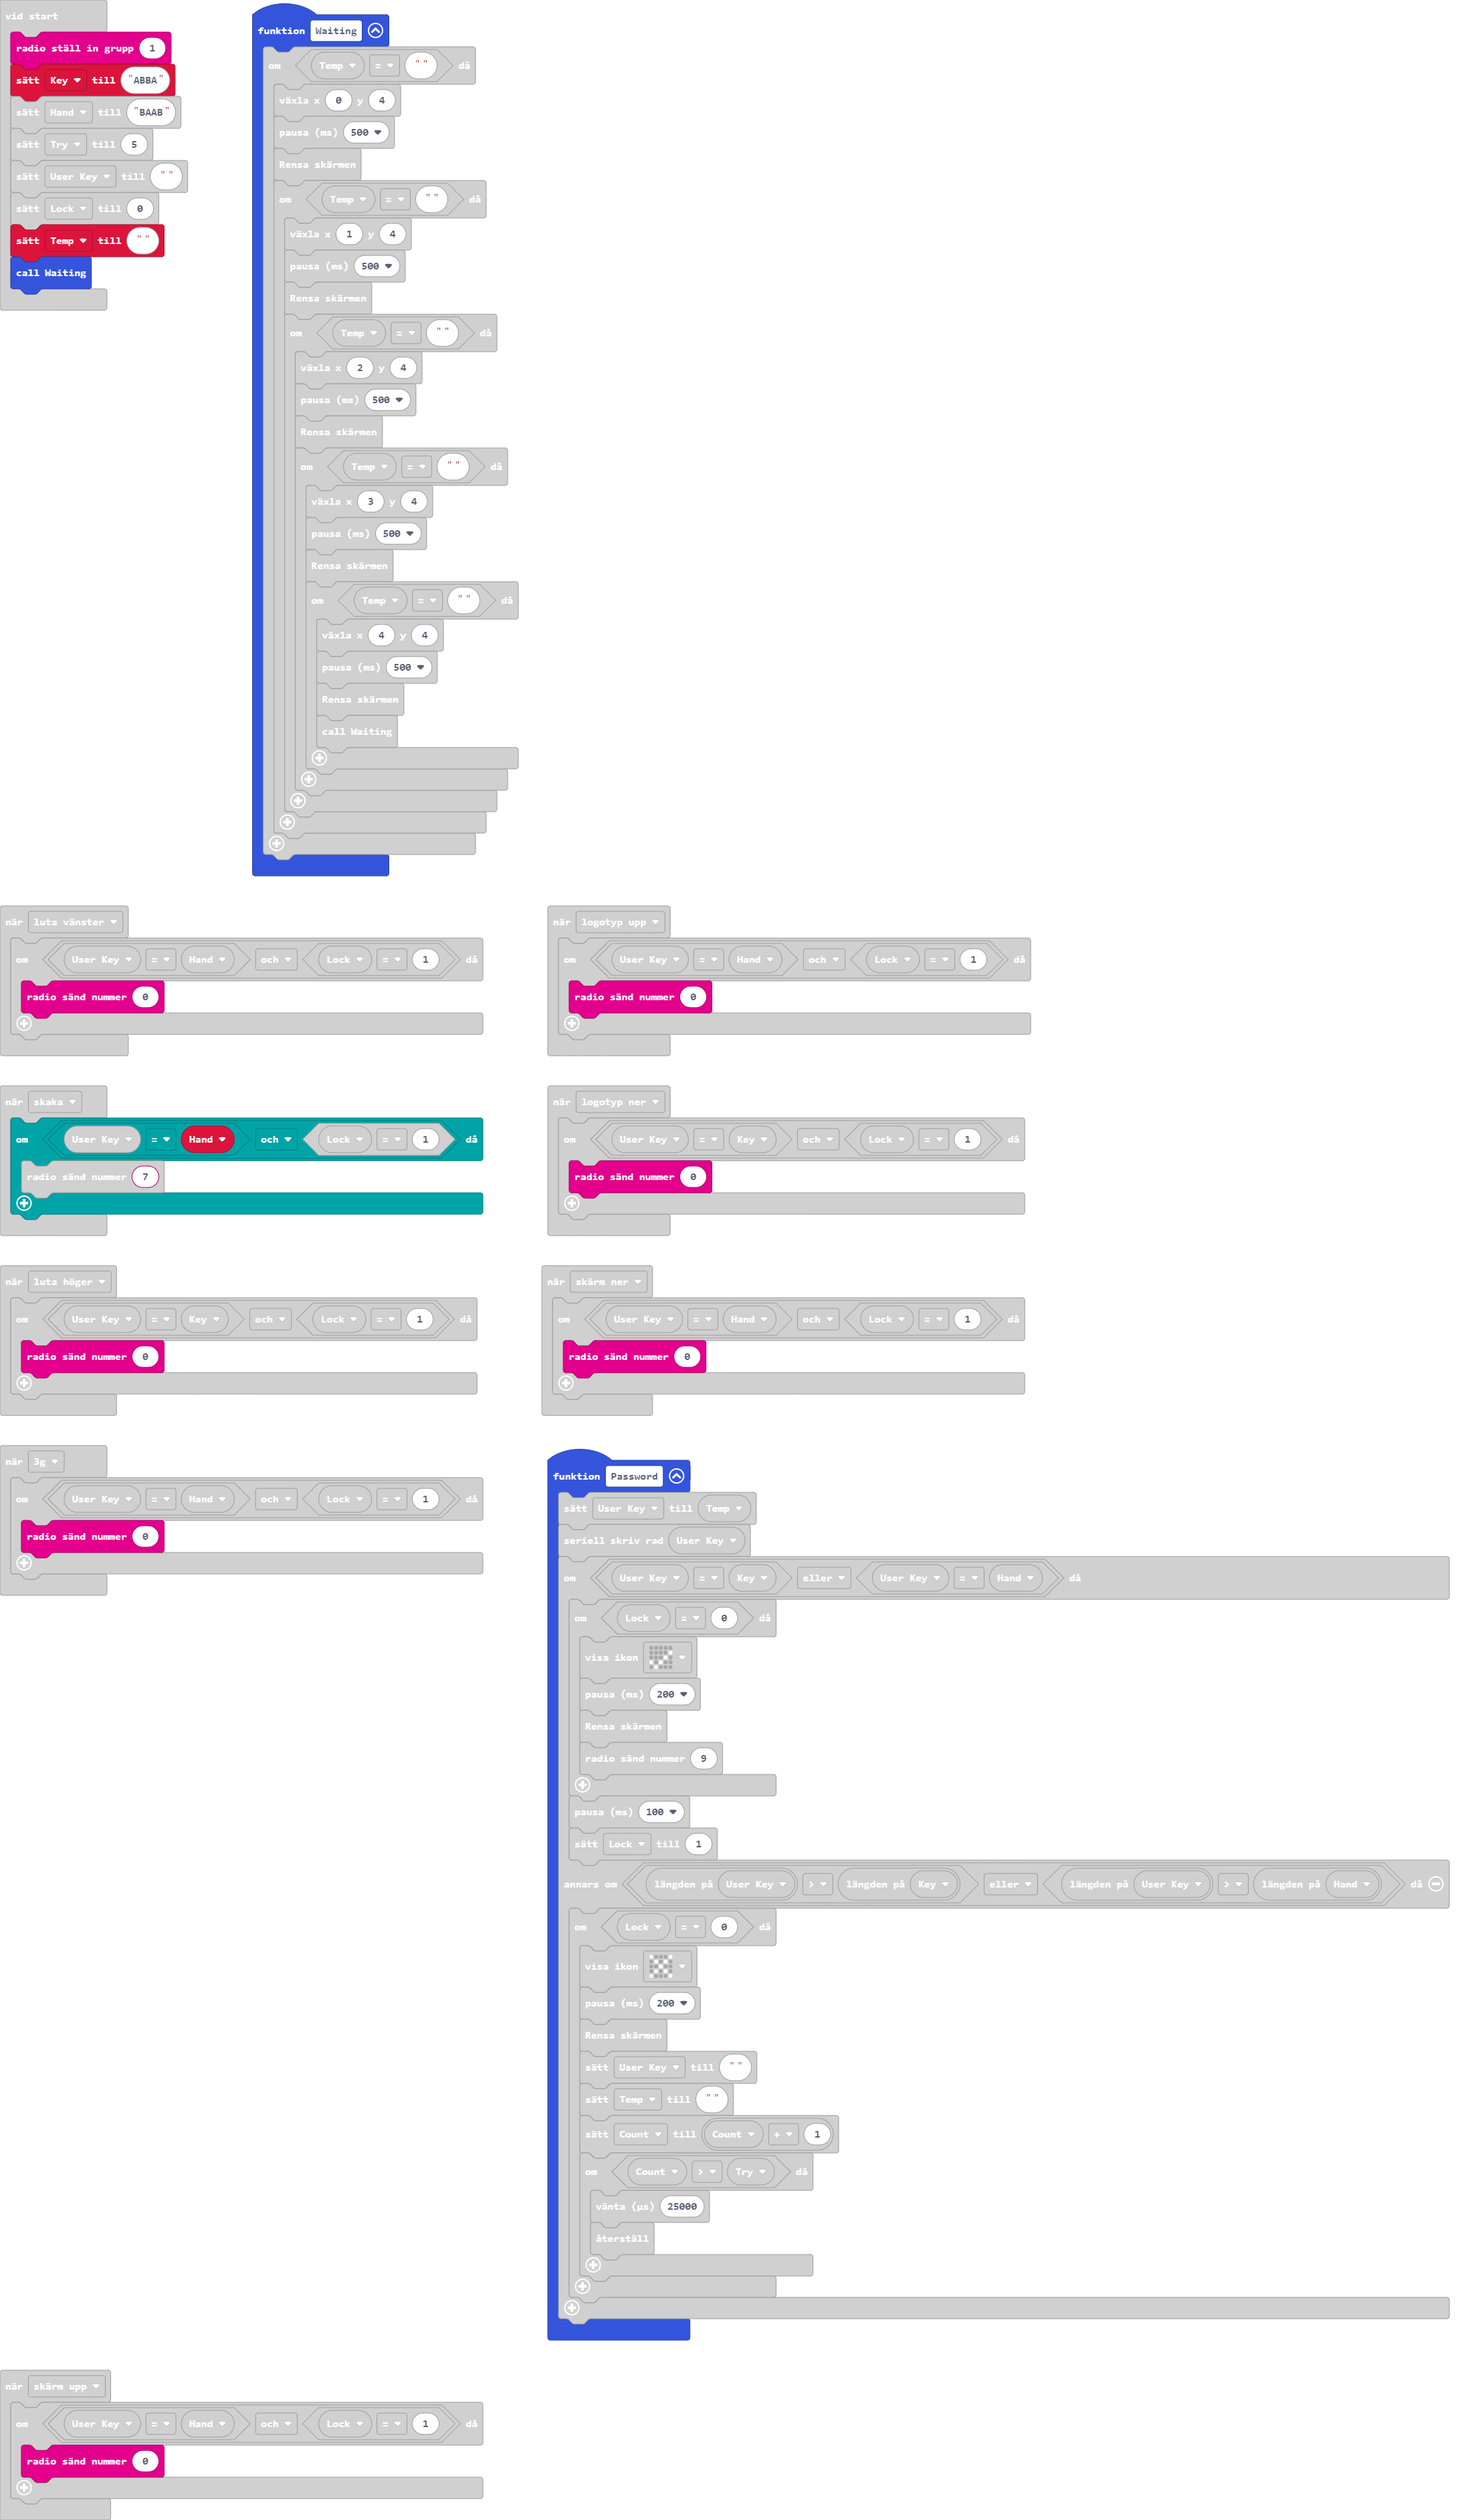 vid start
radio ställ in grupp 1
sätt Key till "ABBA"
sätt Hand till "BAAB"
sätt Try till 5
sätt User Key till " "
sätt Lock till 0
sätt Temp till " "
call Waiting
funktion Waiting
om Temp = " " då
växla x 0 y 4
pausa (ms) 500
Rensa skärmen
om Temp = " " då
växla x 1 y 4
pausa (ms) 500
Rensa skärmen
om Temp = " " då
växla x 2 y 4
pausa (ms) 500
Rensa skärmen
om Temp = " " då
växla x 3 y 4
pausa (ms) 500
Rensa skärmen
om Temp = " " då
växla x 4 y 4
pausa (ms) 500
Rensa skärmen
call Waiting
när luta vänster
om User Key = Hand och Lock = 1 då
radio sänd nummer 0
när logotyp upp
om User Key = Hand och Lock = 1 då
radio sänd nummer 0
när skaka
om User Key = Hand och Lock = 1 då
radio sänd nummer 7
när logotyp ner
om User Key = Key och Lock = 1 då
radio sänd nummer 0
när luta höger
om User Key = Key och Lock = 1 då
radio sänd nummer 0
när skärm ner
om User Key = Hand och Lock = 1 då
radio sänd nummer 0
när 3g
om User Key = Hand och Lock = 1 då
radio sänd nummer 0
funktion Password
sätt User Key till Temp
seriell skriv rad User Key
om User Key = Key eller User Key = Hand då
om Lock = 0 då
visa ikon
pausa (ms) 200
Rensa skärmen
radio sänd nummer 9
pausa (ms) 100
sätt Lock till 1
annars om längden på User Key > längden på Key eller längden på User Key > längden på Hand då
om Lock = 0 då
visa ikon
pausa (ms) 200
Rensa skärmen
sätt User Key till " "
sätt Temp till " "
sätt Count till Count + 1
om Count > Try då
vänta (µs) 25000
återställ
när skärm upp
om User Key = Hand och Lock = 1 då
radio sänd nummer 0